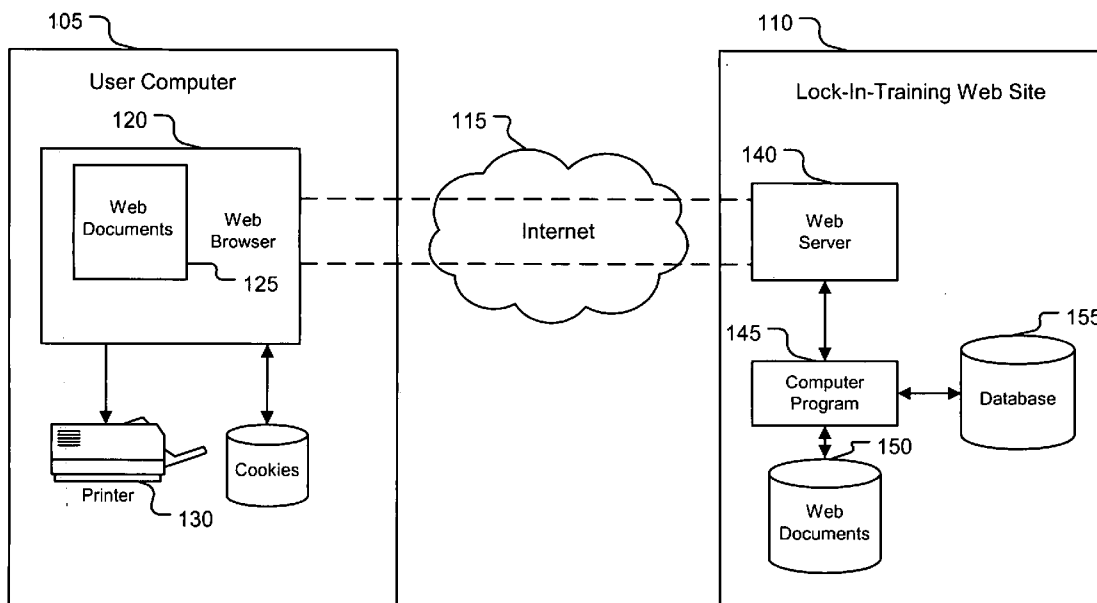 105
User Computer
120
Web
Documents
Web
Browser
125
Printer
130
Cookies
115
Internet
110
Lock-In-Training Web Site
140
Web
Server
145
Computer
Program
155
Database
150
Web
Documents